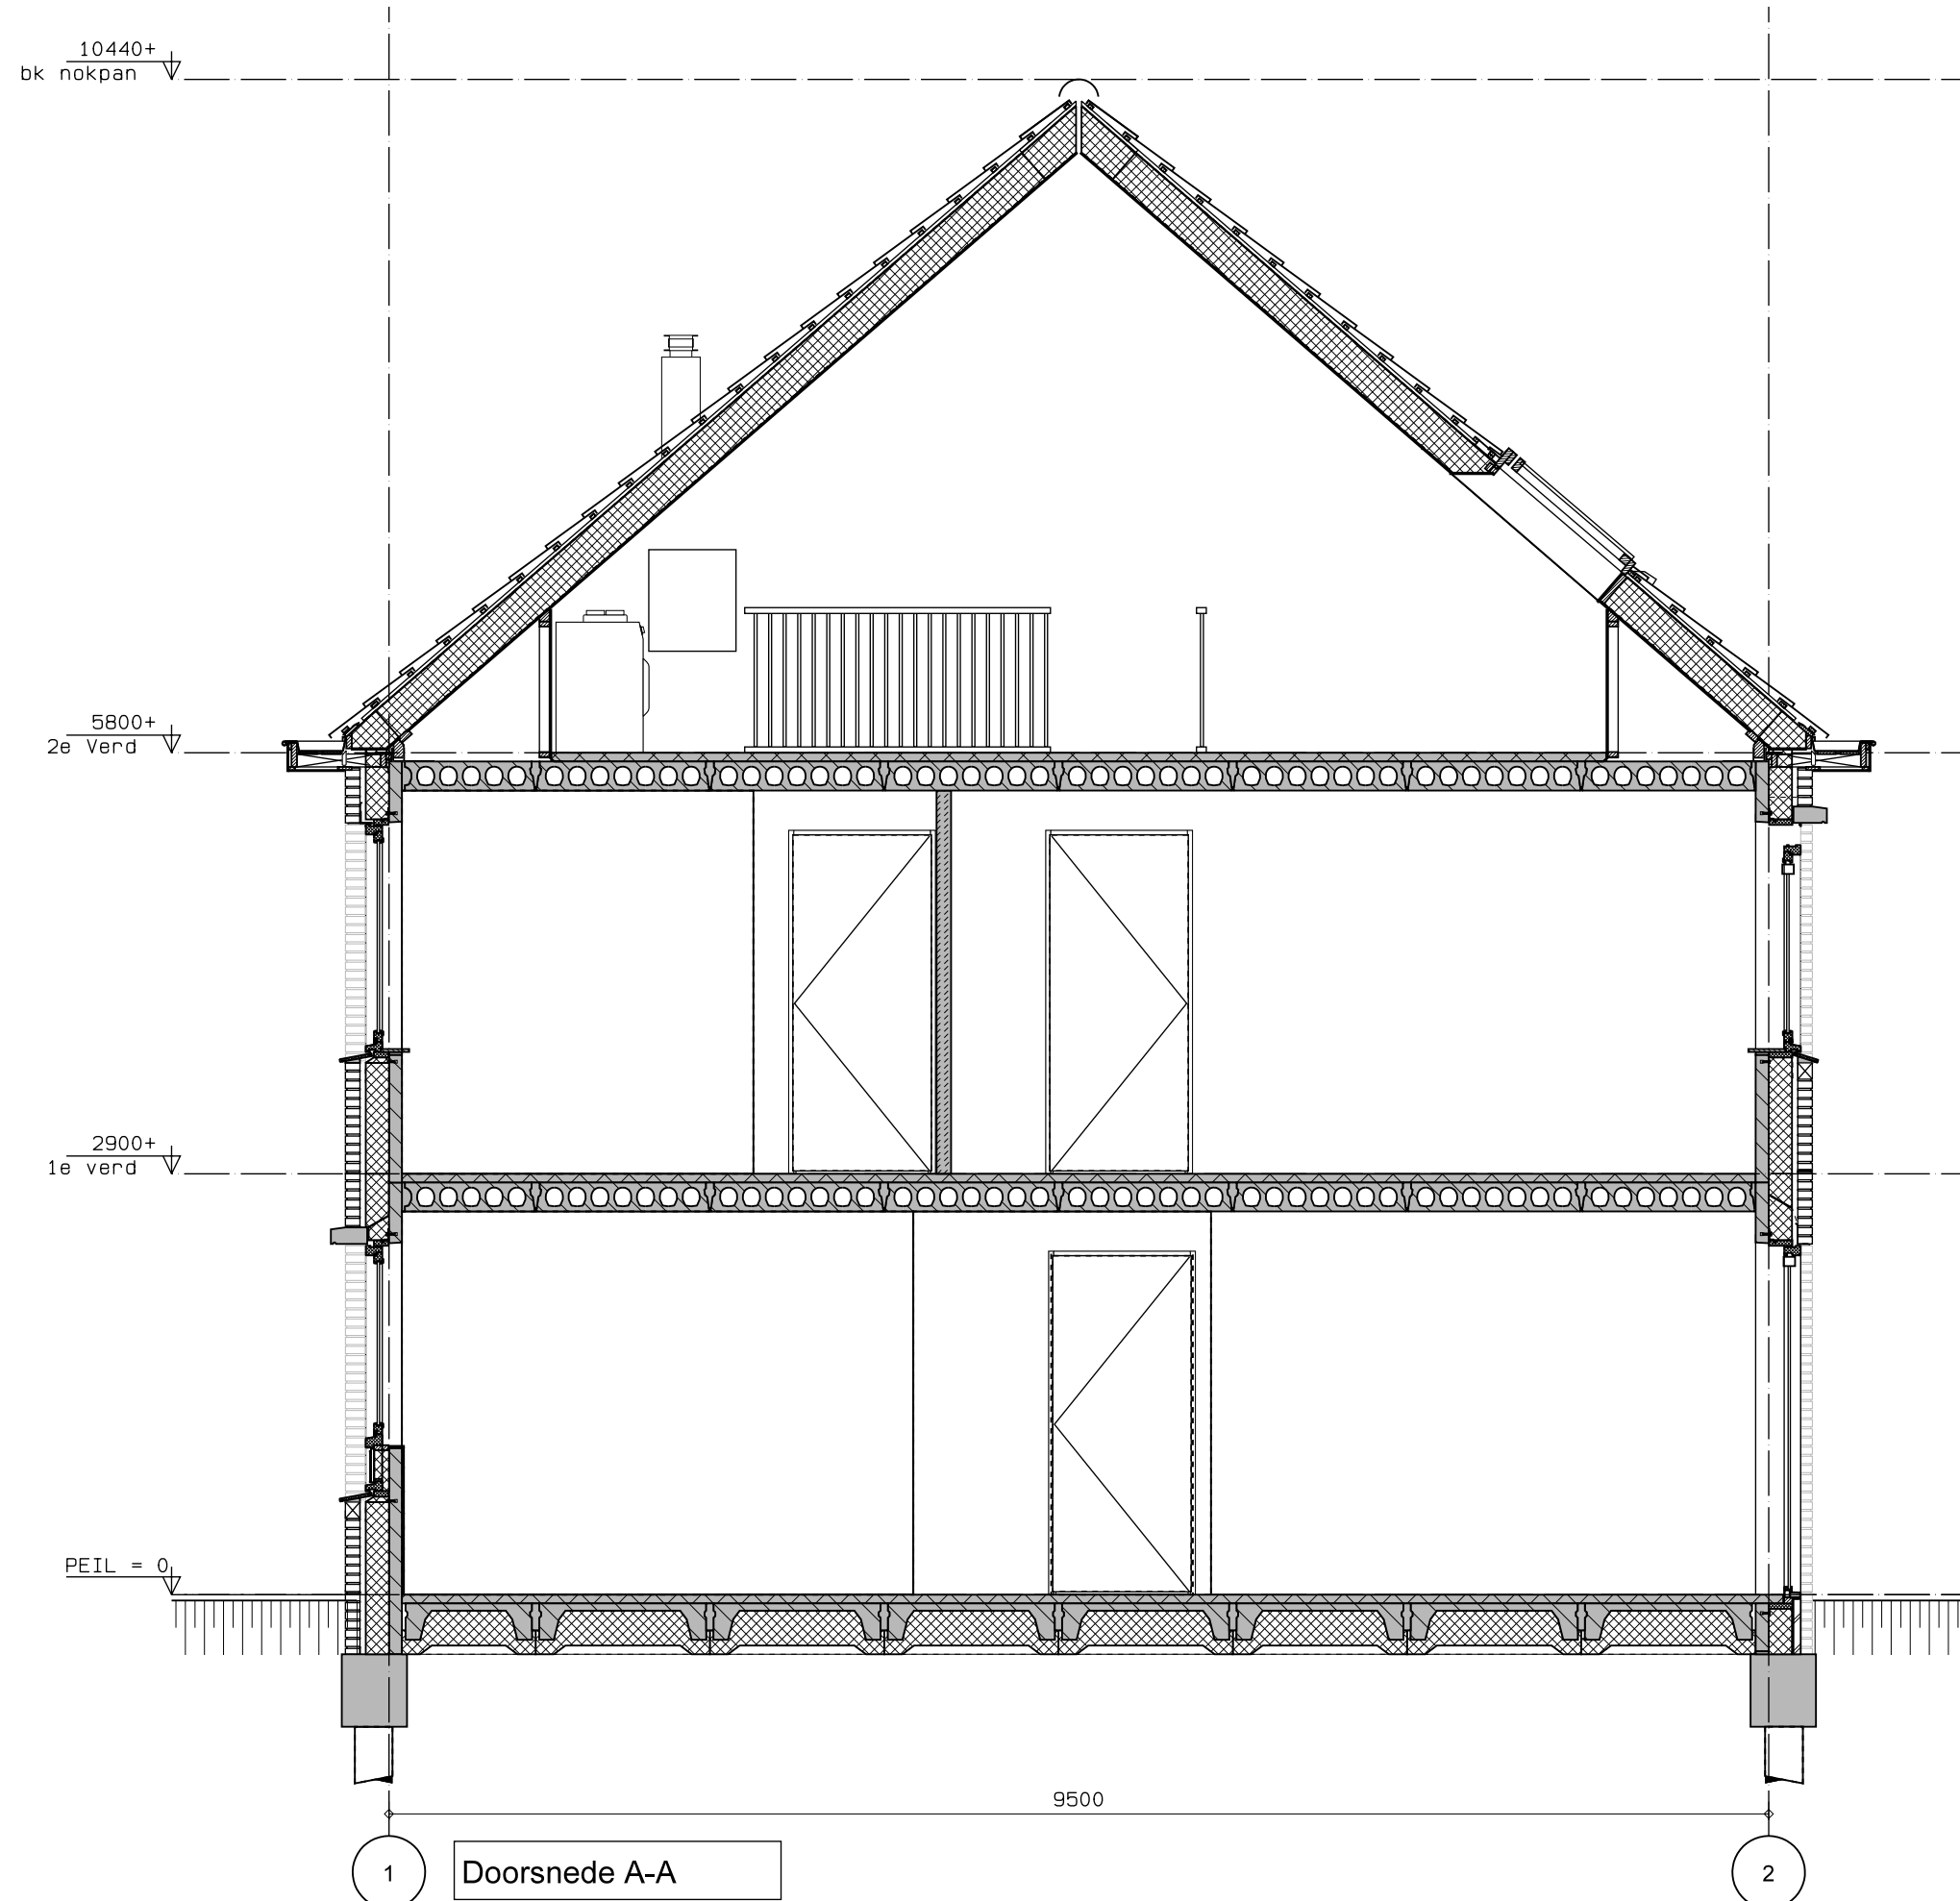 10440+
bk nokpan
5800+
2e Verd
2900+
1e verd
PEIL = 0
9500
1
Doorsnede A-A
2